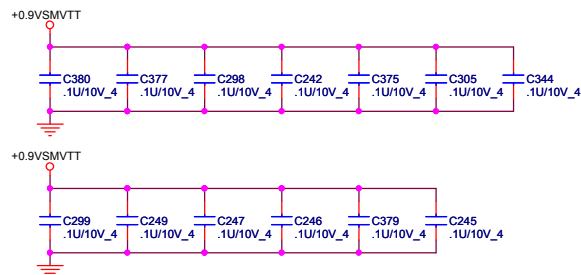 +0.9VSMVTT
C380 C377 C298 C242 C375 C305 C344
.1U/10V_4 .1U/10V_4 .1U/10V_4 .1U/10V_4 .1U/10V_4 .1U/10V_4 .1U/10V_4
+0.9VSMVTT
C299 C249 C247 C246 C379 C245
.1U/10V_4 .1U/10V_4 .1U/10V_4 .1U/10V_4 .1U/10V_4 .1U/10V_4